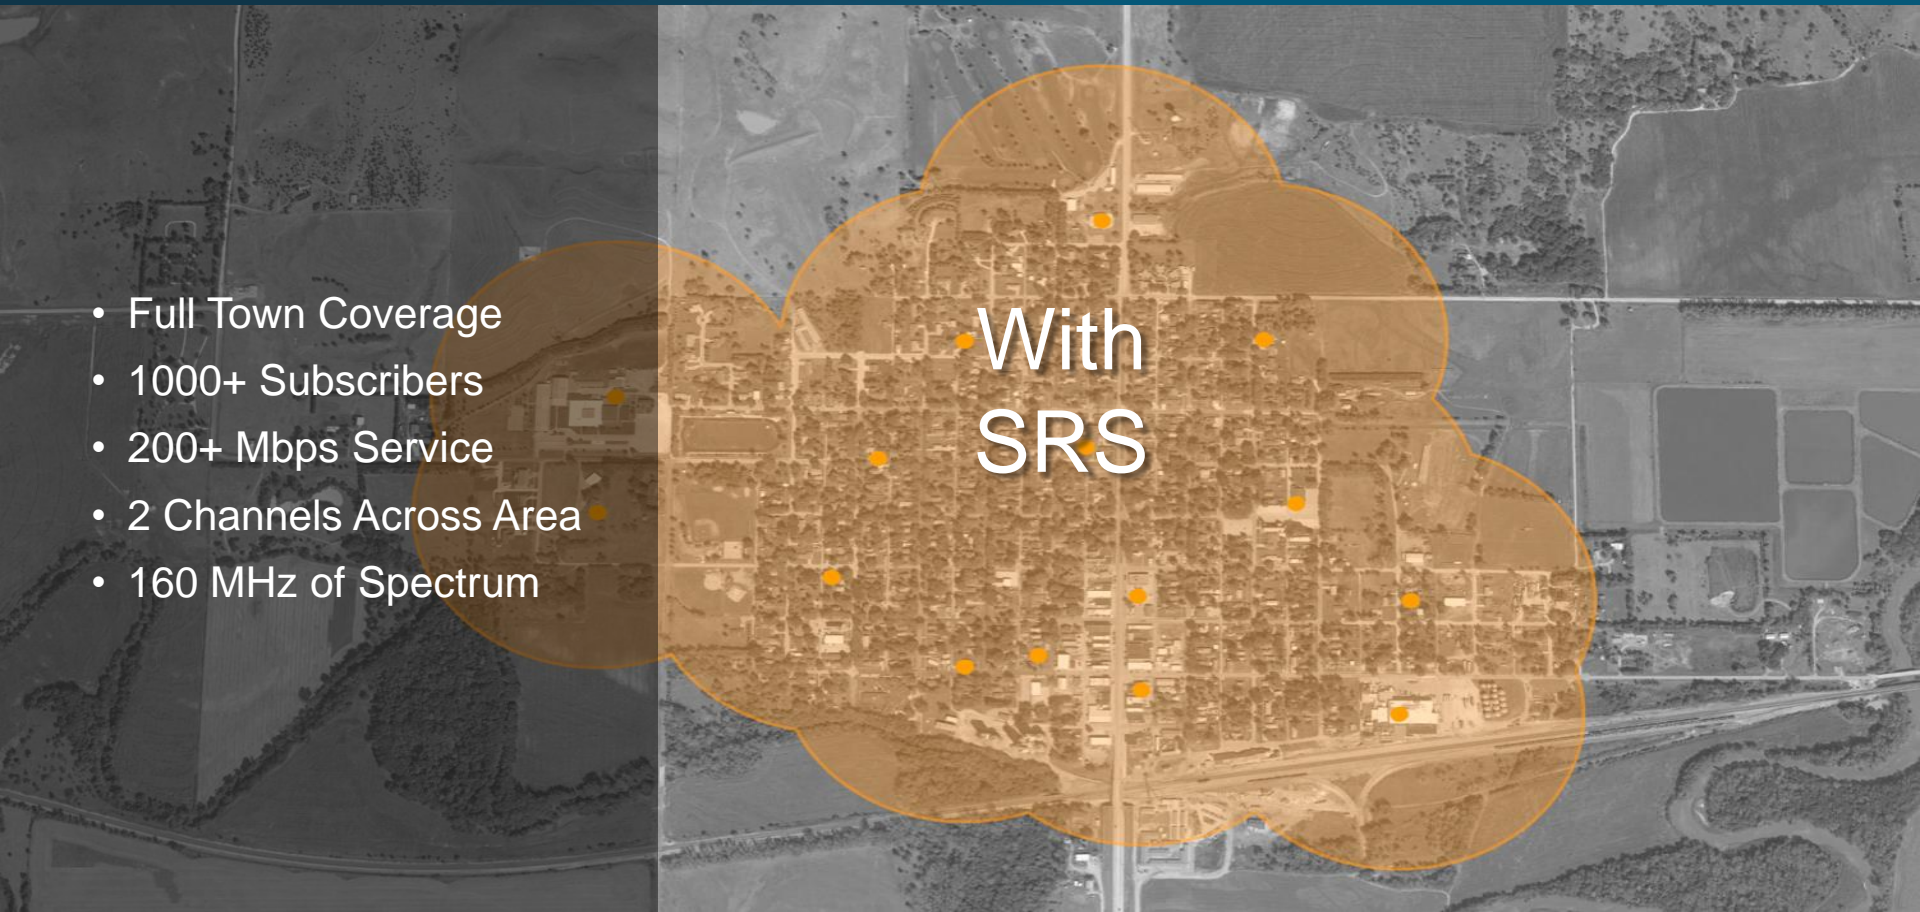 • Full Town Coverage
• 1000+ Subscribers
• 200+ Mbps Service
• 2 Channels Across Area
• 160 MHz of Spectrum
With
SRS